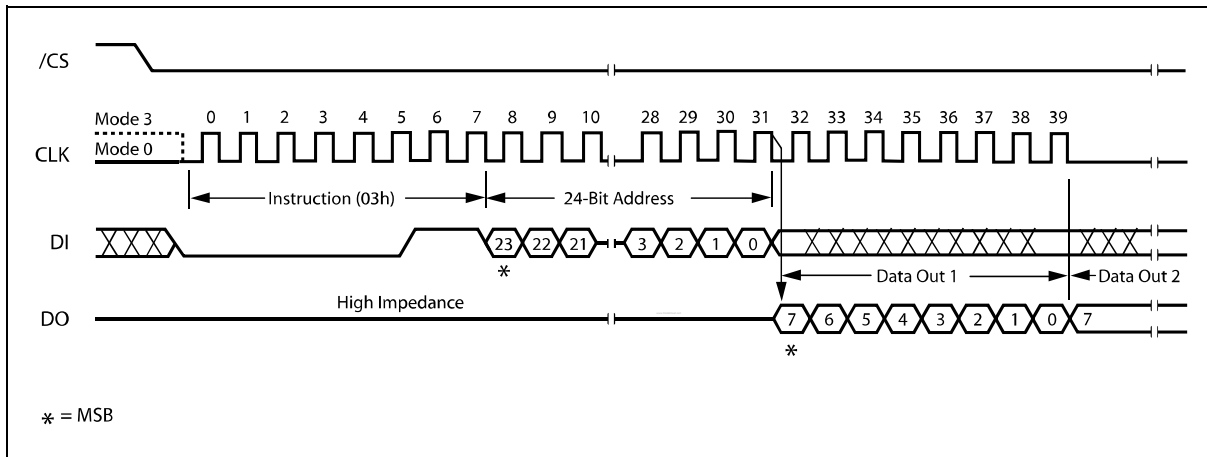 /CS
Mode 3
0 1 2 3 4 5 6 7 8 9 10 28 29 30 31 32 33 34 35 36 37 38 39
Mode 0
CLK
Instruction (03h) 24-Bit Address
DI
23 22 21 3 2 1 0
*
Data Out 1 Data Out 2
High Impedance
DO
7 6 5 4 3 2 1 0 7
*
* = MSB